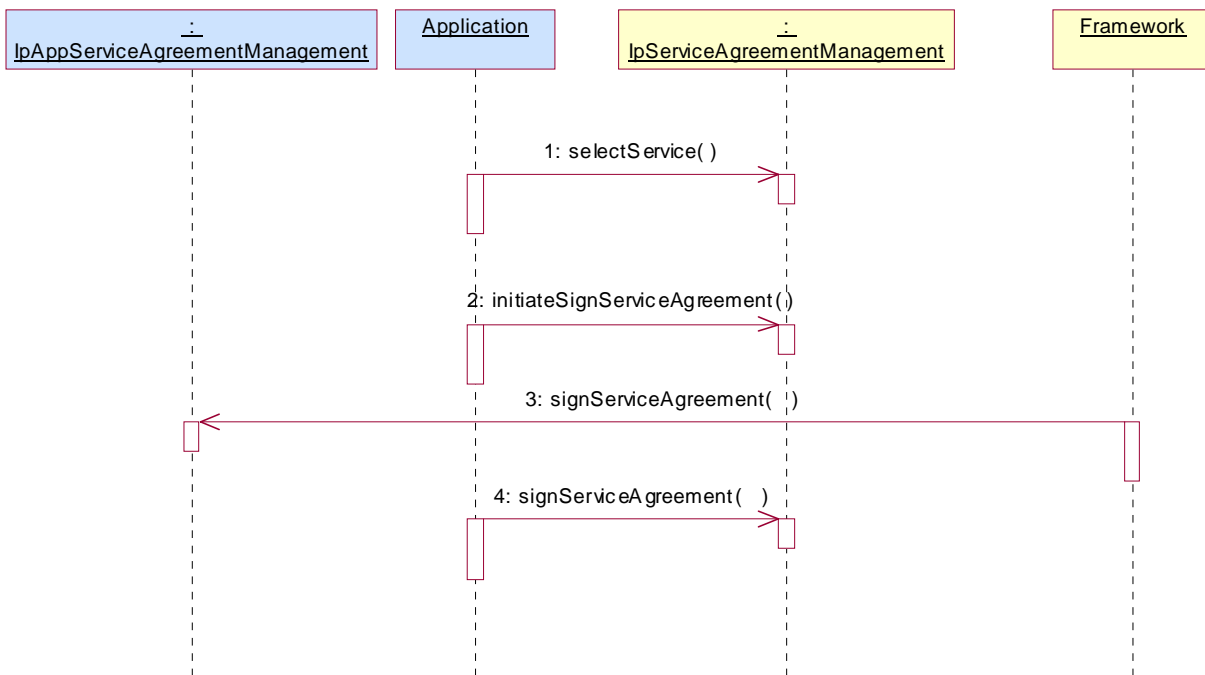 :
IpAppServiceAgreementManagement
Application
:
IpServiceAgreementManagement
Framework
1: selectService( )
2: initiateSignServiceAgreement( )
3: signServiceAgreement( )
4: signServiceAgreement( )